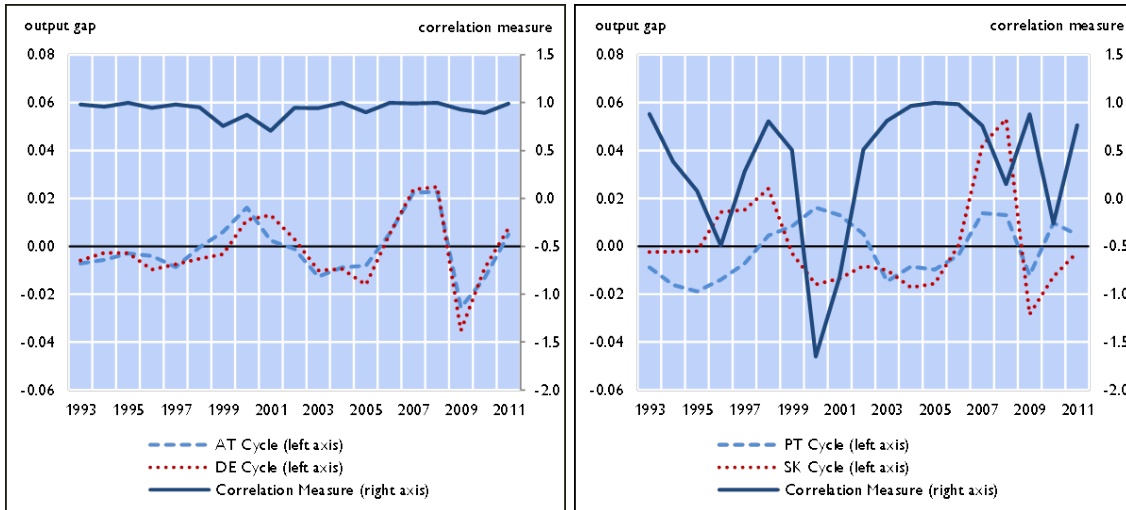 output gap correlation measure
0.08 1.5
0.06 1.0
0.04 0.5
0.02 0.0
0.00 -0.5
-0.02 -1.0
-0.04 -1.5
-0.06 -2.0
1993 1995 1997 1999 2001 2003 2005 2007 2009 2011
AT Cycle (left axis)
DE Cycle (left axis)
Correlation Measure (right axis)
output gap correlation measure
0.08 1.5
0.06 1.0
0.04 0.5
0.02 0.0
0.00 -0.5
-0.02 -1.0
-0.04 -1.5
-0.06 -2.0
1993 1995 1997 1999 2001 2003 2005 2007 2009 2011
PT Cycle (left axis)
SK Cycle (left axis)
Correlation Measure (right axis)